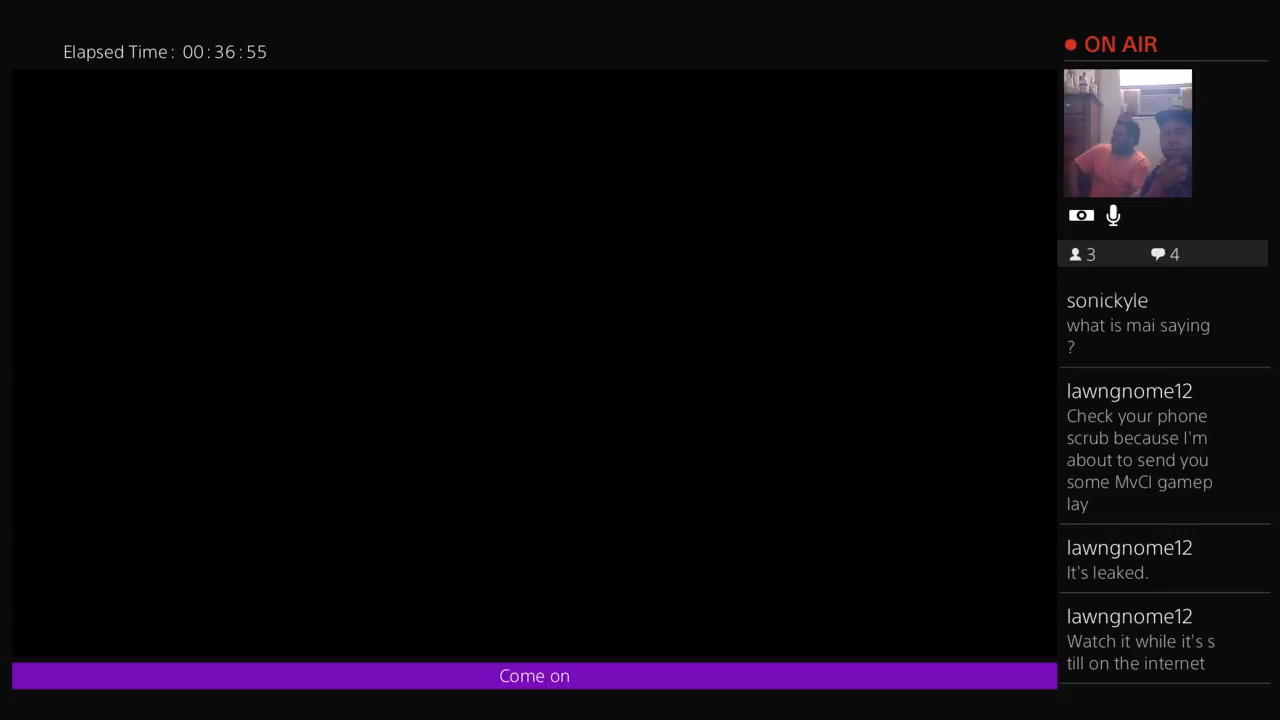 Elapsed Time: 00:36:55
ON AIR
3 4
sonickyle
what is mai saying
?
lawngnome12
Check your phone
scrub because I'm
about to send you
some MvCI gamep
lay
lawngnome12
It's leaked.
lawngnome12
Watch it while it's s
till on the internet
Come on